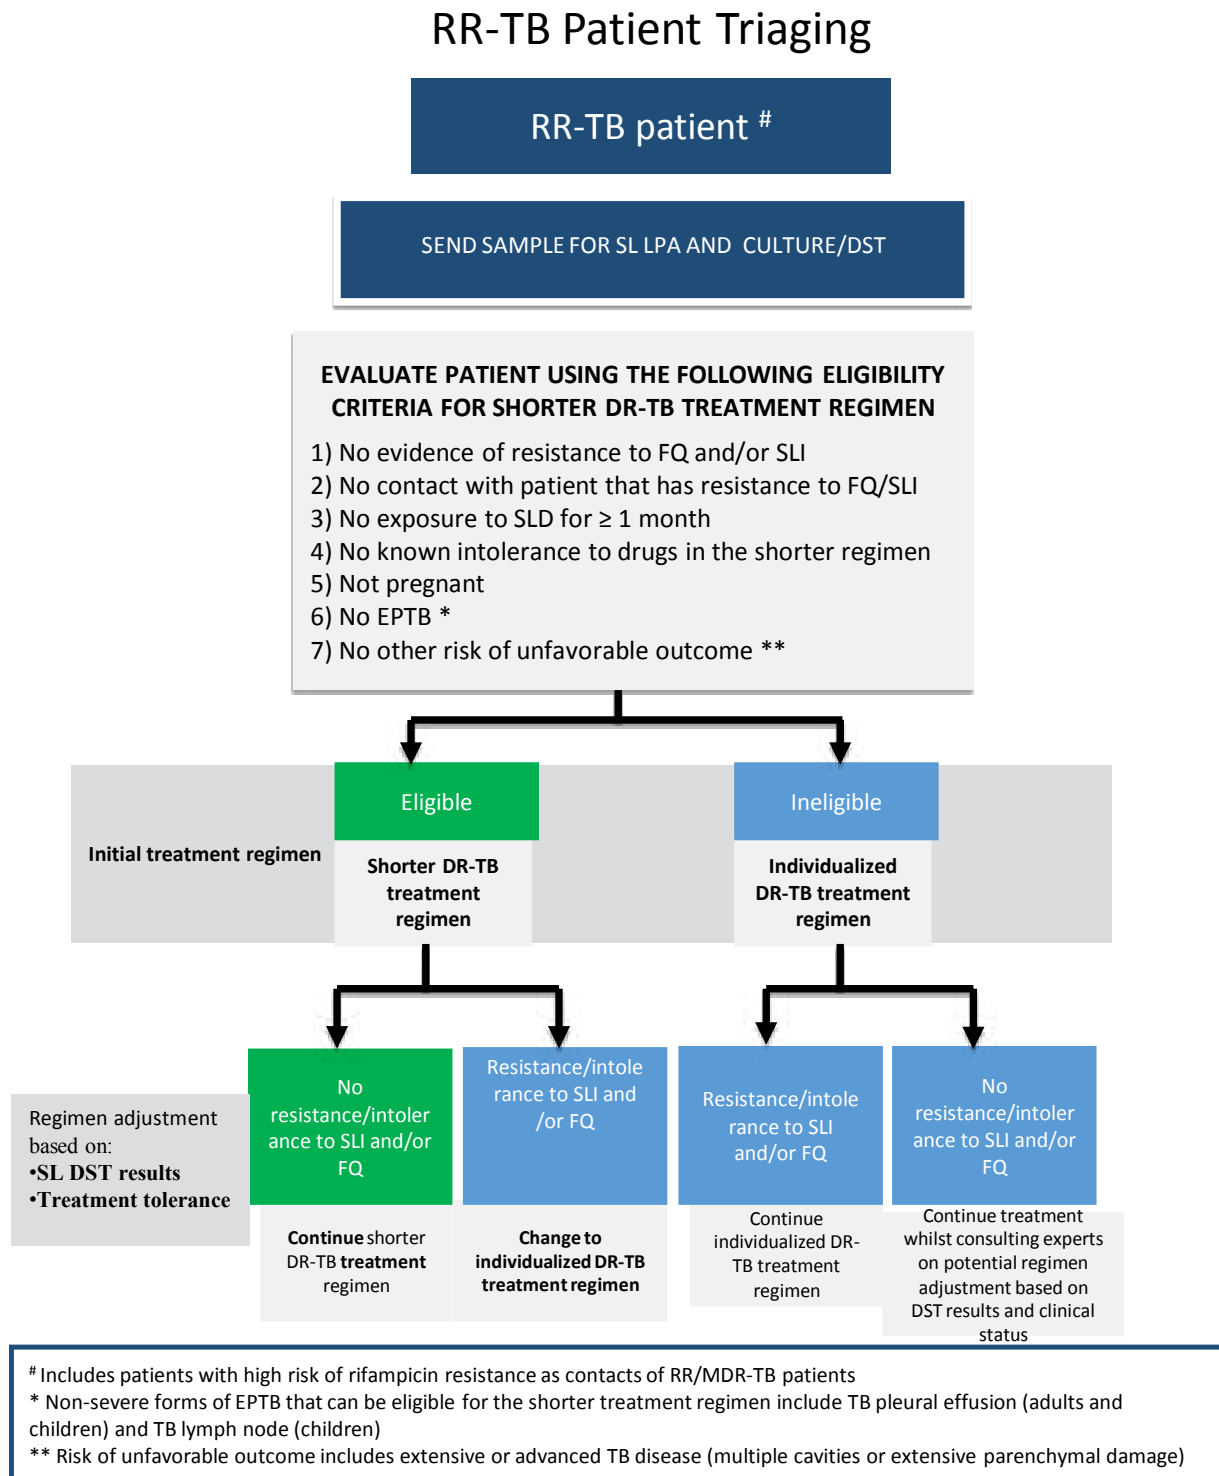 RR-TB Patient Triaging
RR-TB patient #
SEND SAMPLE FOR SL LPA AND CULTURE/DST
EVALUATE PATIENT USING THE FOLLOWING ELIGIBILITY
CRITERIA FOR SHORTER DR-TB TREATMENT REGIMEN
1) No evidence of resistance to FQ and/or SLI
2) No contact with patient that has resistance to FQ/SLI
3) No exposure to SLD for ≥ 1 month
4) No known intolerance to drugs in the shorter regimen
5) Not pregnant
6) No EPTB *
7) No other risk of unfavorable outcome **
Initial treatment regimen
Eligible
Shorter DR-TB
treatment
regimen
Ineligible
Individualized
DR-TB treatment
regimen
Regimen adjustment
based on:
•SL DST results
•Treatment tolerance
No
resistance/intoler
ance to SLI and/or
FQ
Continue shorter
DR-TB treatment
regimen
Resistance/intole
rance to SLI and
/or FQ
Change to
individualized DR-TB
treatment regimen
Resistance/intole
rance to SLI
and/or FQ
Continue
individualized DR-
TB treatment
regimen
No
resistance/intoler
ance to SLI and/or
FQ
Continue treatment
whilst consulting experts
on potential regimen
adjustment based on
DST results and clinical
status
# Includes patients with high risk of rifampicin resistance as contacts of RR/MDR-TB patients
* Non-severe forms of EPTB that can be eligible for the shorter treatment regimen include TB pleural effusion (adults and
children) and TB lymph node (children)
** Risk of unfavorable outcome includes extensive or advanced TB disease (multiple cavities or extensive parenchymal damage)